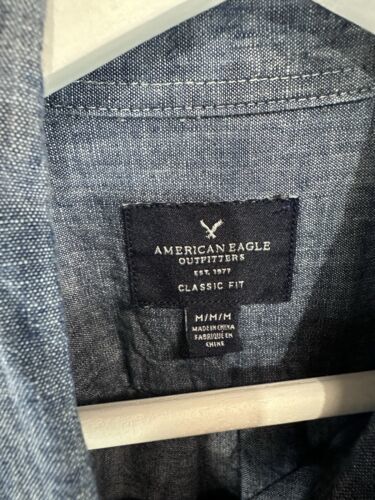 AMERICAN EAGLE
OUTFITTERS
EST. 1977
CLASSIC FIT
M/M/M
MADE IN CHINA
FABRIQUÉ EN
CHINE